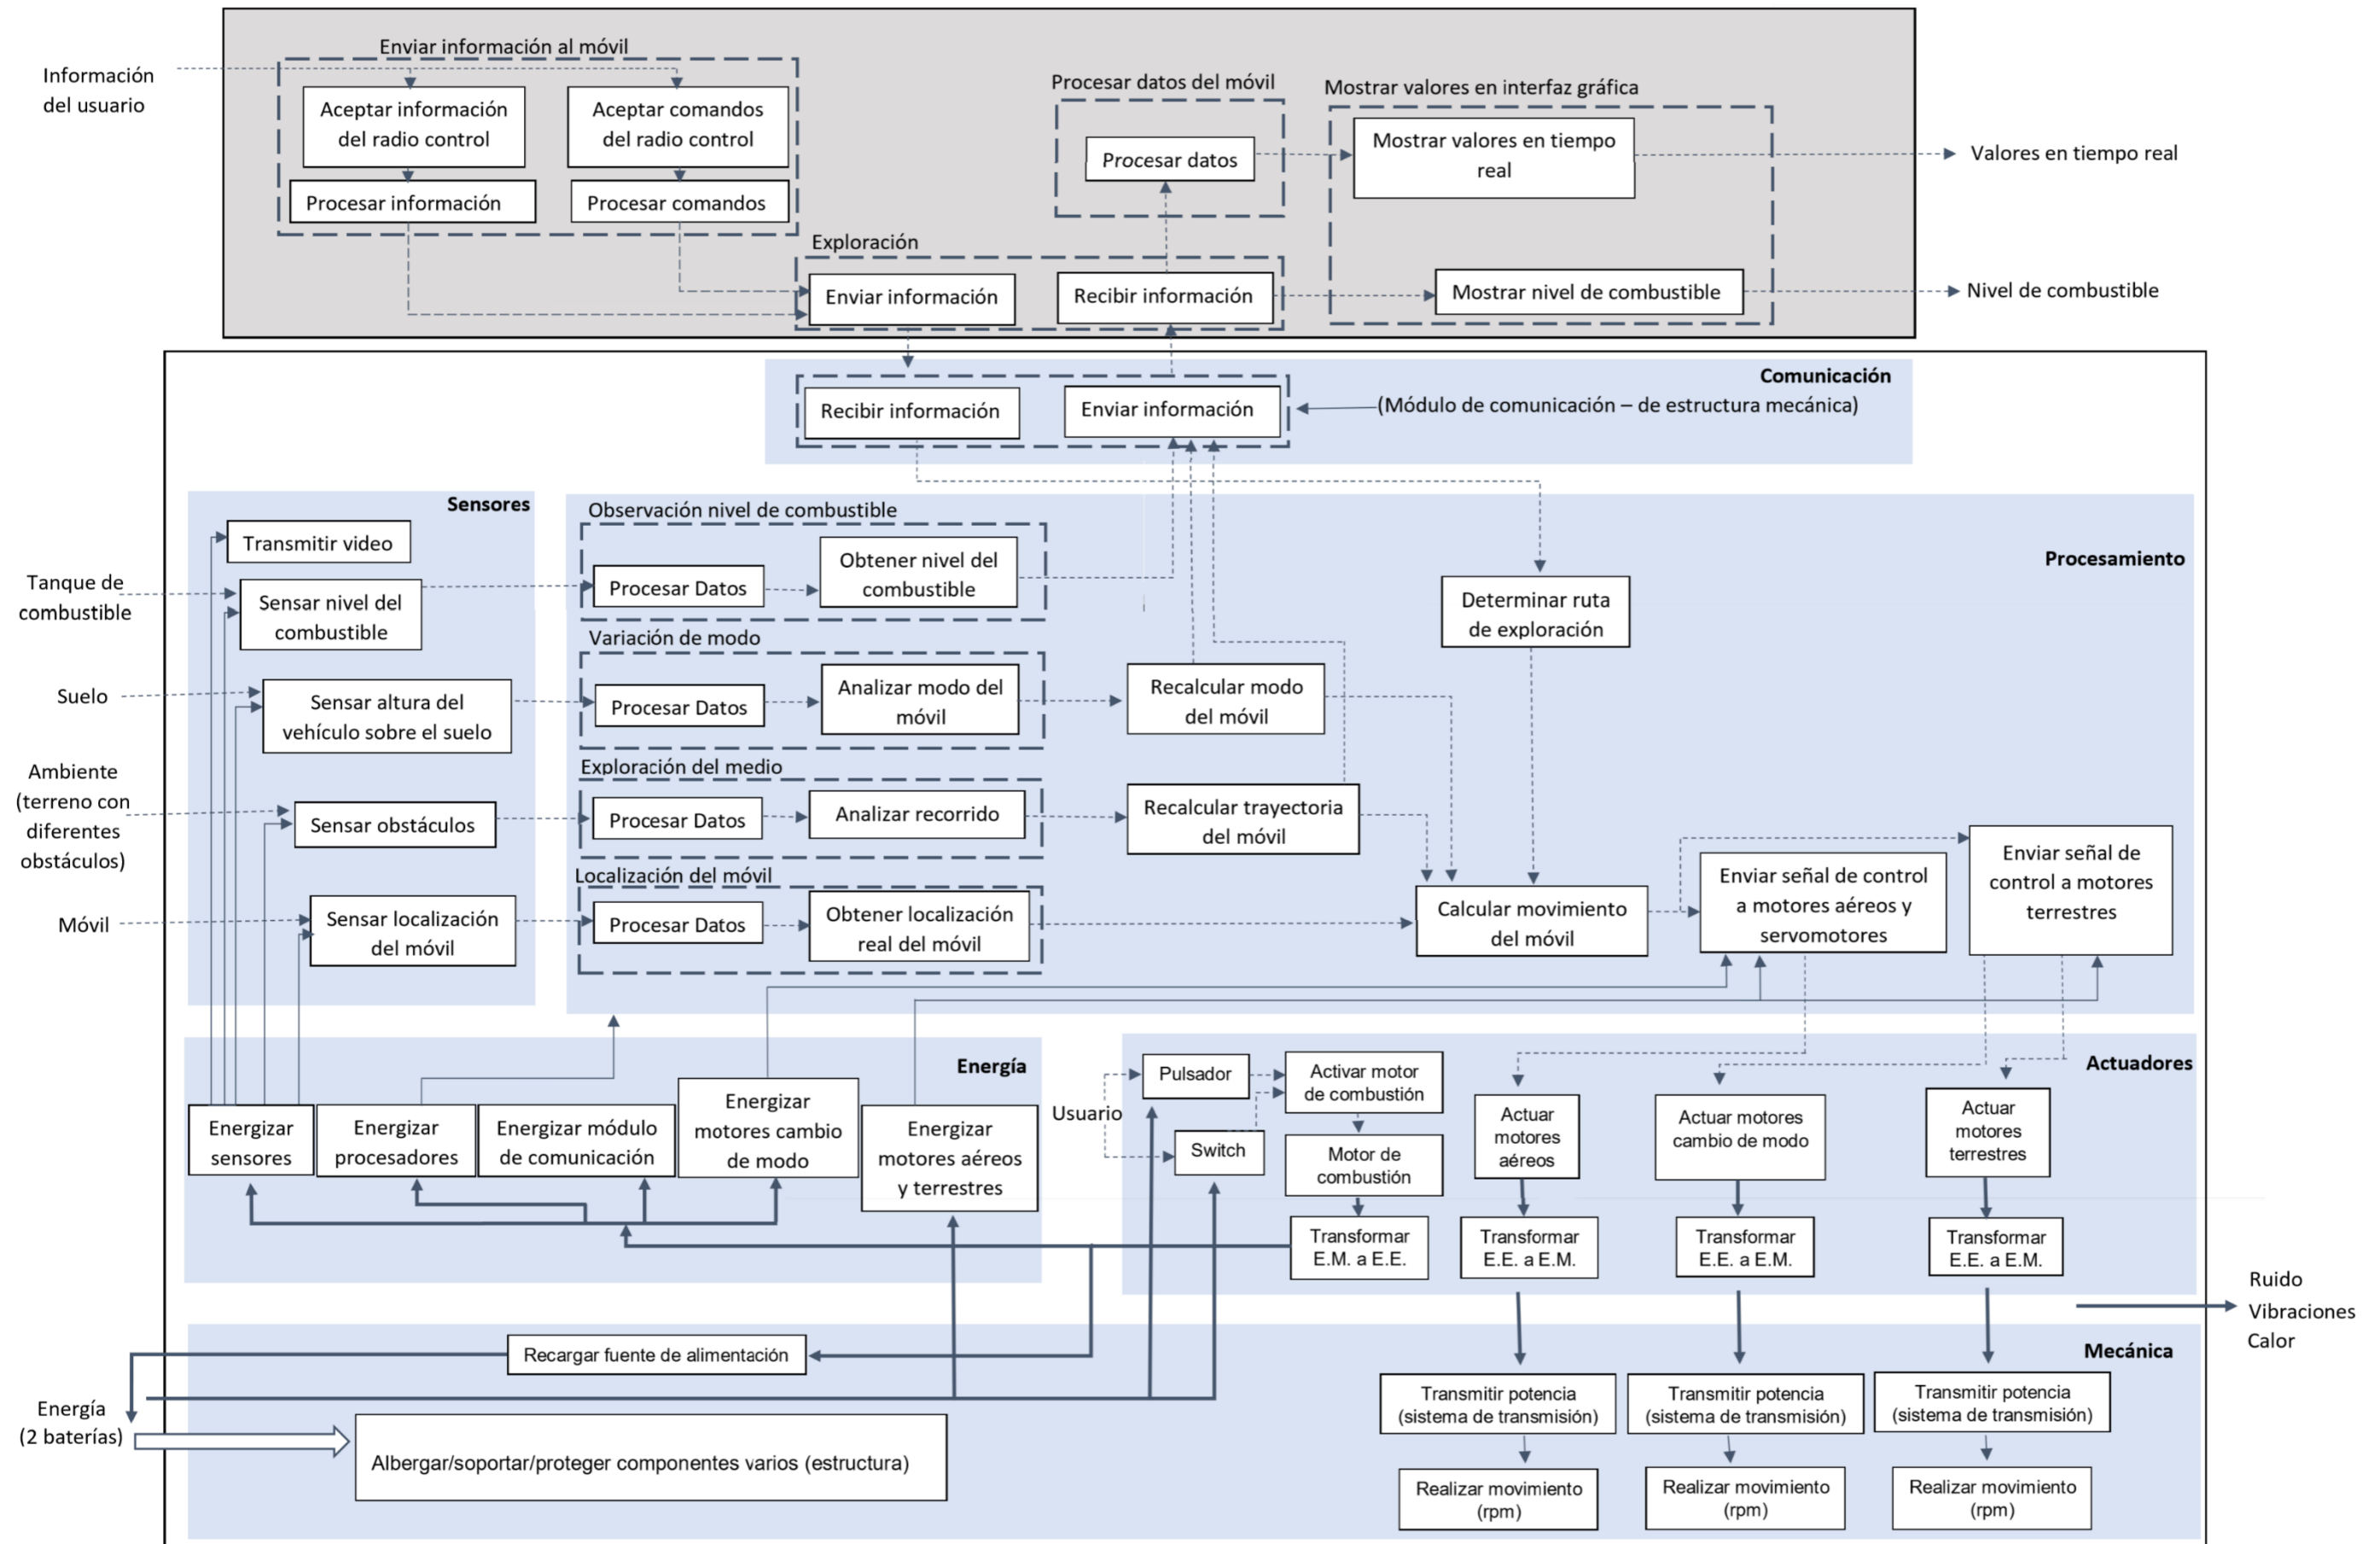 Enviar información al móvil
Información
del usuario
Aceptar información
del radio control
Aceptar comandos
del radio control
Procesar información
Procesar comandos
Procesar datos del móvil
Procesar datos
Mostrar valores en interfaz gráfica
Mostrar valores en tiempo
real
Valores en tiempo real
Exploración
Enviar información
Recibir información
Mostrar nivel de combustible
Nivel de combustible
Comunicación
Recibir información
Enviar información
(Módulo de comunicación – de estructura mecánica)
Sensores
Transmitir video
Tanque de
combustible
Sensar nivel del
combustible
Suelo
Sensar altura del
vehículo sobre el suelo
Ambiente
(terreno con
diferentes
obstáculos)
Sensar obstáculos
Móvil
Sensar localización
del móvil
Procesamiento
Observación nivel de combustible
Procesar Datos
Obtener nivel del
combustible
Variación de modo
Procesar Datos
Analizar modo del
móvil
Recalcular modo
del móvil
Exploración del medio
Procesar Datos
Analizar recorrido
Recalcular trayectoria
del móvil
Localización del móvil
Procesar Datos
Obtener localización
real del móvil
Determinar ruta
de exploración
Calcular movimiento
del móvil
Enviar señal de control
a motores aéreos y
servomotores
Enviar señal de
control a motores
terrestres
Energía
Energizar
sensores
Energizar
procesadores
Energizar módulo
de comunicación
Energizar
motores cambio
de modo
Energizar
motores aéreos
y terrestres
Actuadores
Usuario
Pulsador
Switch
Activar motor
de combustión
Motor de
combustión
Transformar
E.M. a E.E.
Actuar
motores
aéreos
Transformar
E.E. a E.M.
Actuar motores
cambio de modo
Transformar
E.E. a E.M.
Actuar
motores
terrestres
Transformar
E.E. a E.M.
Ruido
Vibraciones
Calor
Mecánica
Recargar fuente de alimentación
Energía
(2 baterías)
Albergar/soportar/proteger componentes varios (estructura)
Transmitir potencia
(sistema de transmisión)
Realizar movimiento
(rpm)
Transmitir potencia
(sistema de transmisión)
Realizar movimiento
(rpm)
Transmitir potencia
(sistema de transmisión)
Realizar movimiento
(rpm)